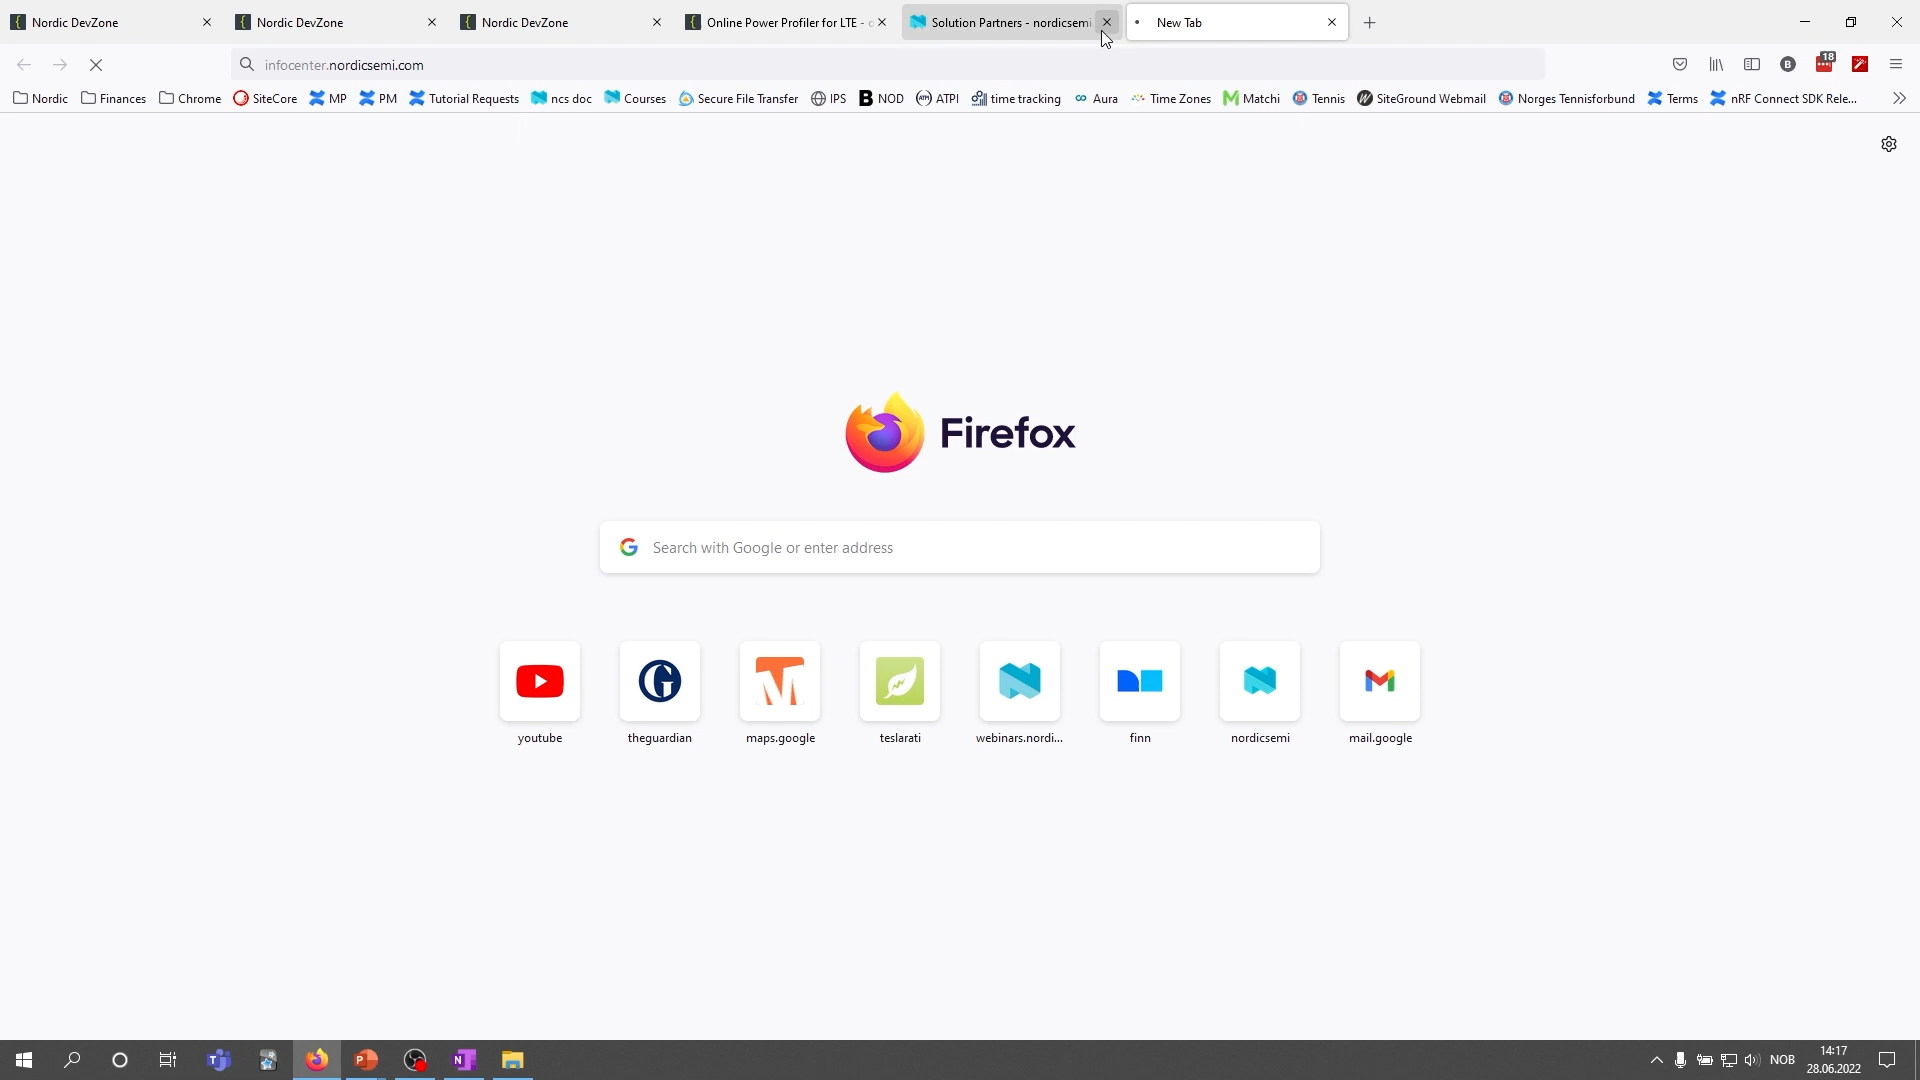 Nordic DevZone
Nordic DevZone
Nordic DevZone
Online Power Profiler for LTE -
Solution Partners - nordicsemi
New Tab
infocenter.nordicsemi.com
18
B
Nordic
Finances
Chrome
SiteCore
MP
PM
Tutorial Requests
ncs doc
Courses
Secure File Transfer
IPS
NOD
ATPI
time tracking
Aura
Time Zones
Matchi
Tennis
SiteGround Webmail
Norges Tennisforbund
Terms
nRF Connect SDK Rele...
Firefox
Search with Google or enter address
youtube
theguardian
maps.google
teslarati
webinars.nordi...
finn
nordicsemi
mail.google
NOB
14:17
28.06.2022